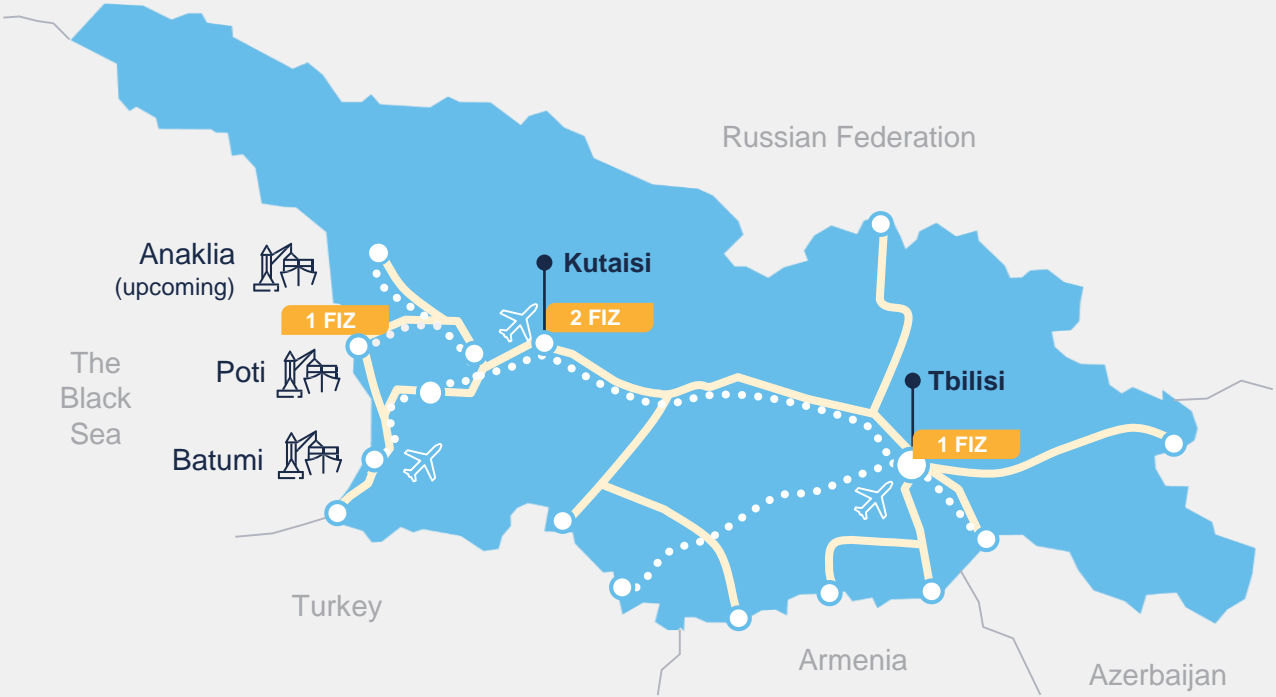 Russian Federation
Anaklia
(upcoming)
Kutaisi
1 FIZ
2 FIZ
The
Black
Sea
Poti
Tbilisi
Batumi
1 FIZ
Turkey
Armenia
Azerbaijan